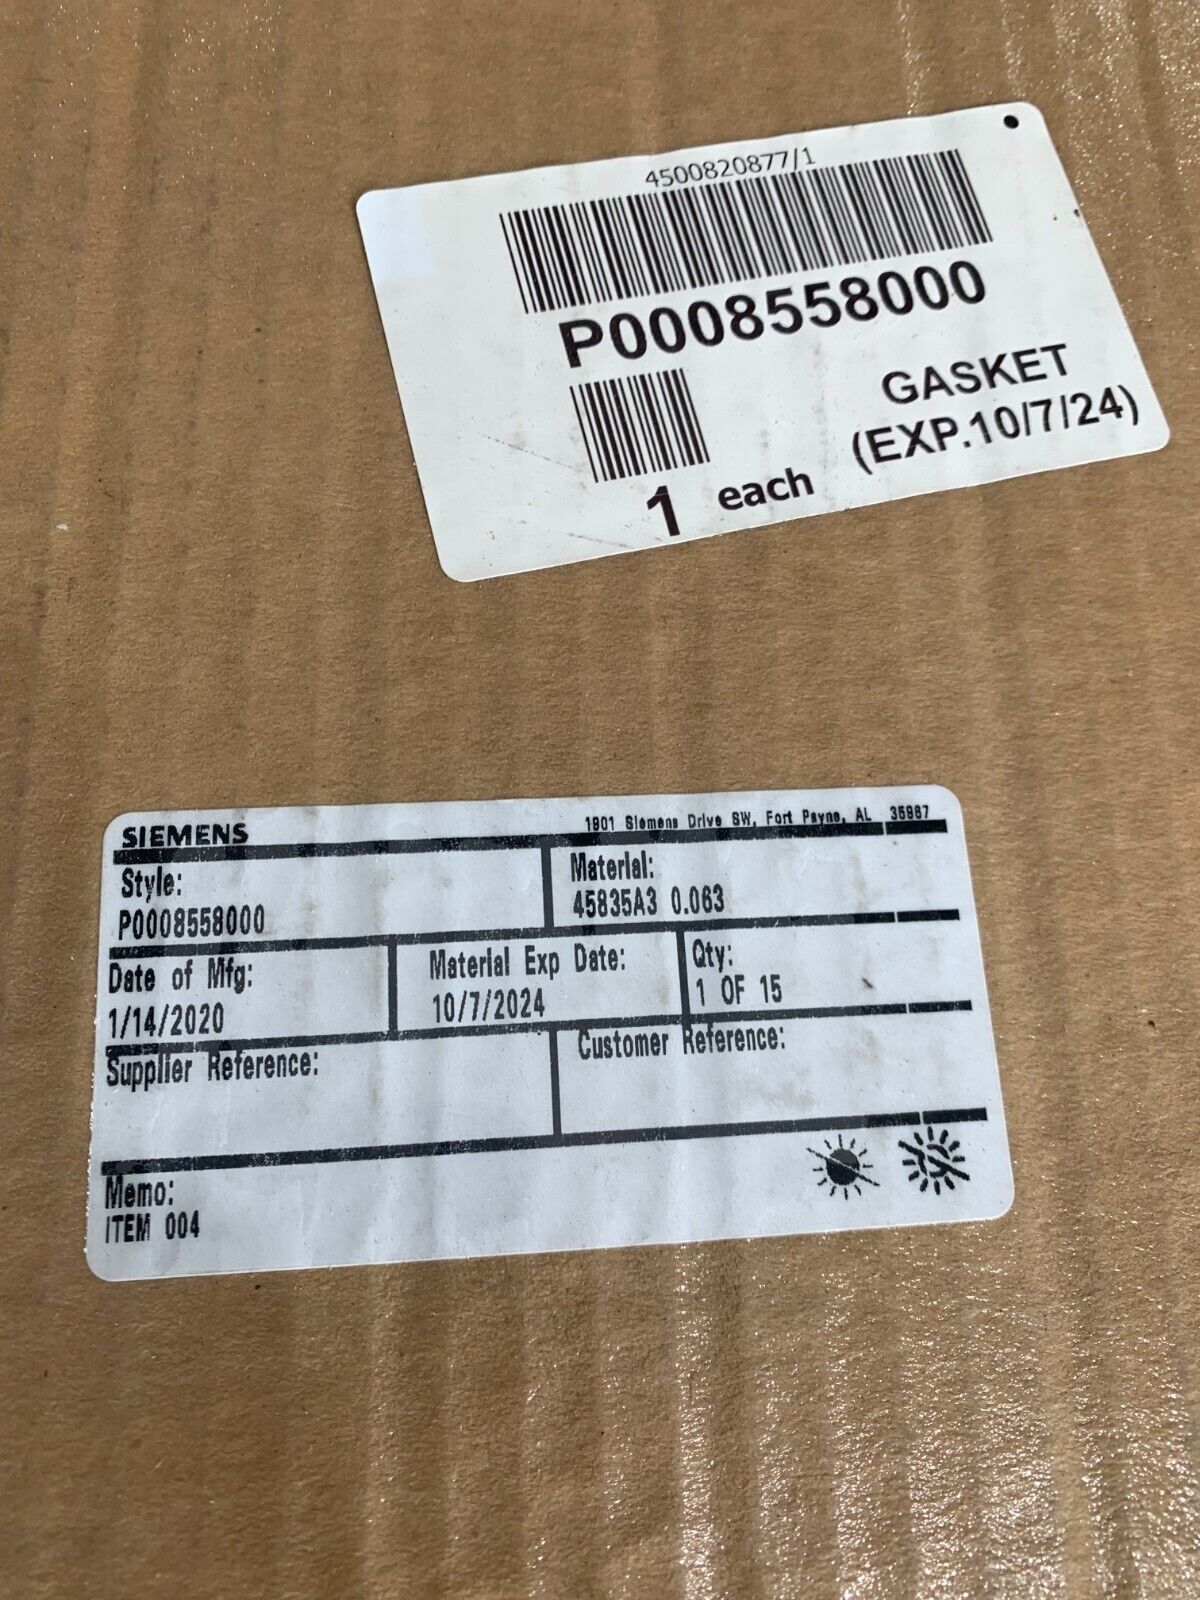 4500820877/1
P0008558000
GASKET
(EXP.10/7/24)
1 each
SIEMENS
1901 Siemens Drive SW, Fort Payne, AL 35967
Style:
P0008558000
Material:
45835A3 0.063
Date of Mfg:
1/14/2020
Material Exp Date:
10/7/2024
Qty:
1 OF 15
Supplier Reference:
Customer Reference:
Memo:
ITEM 004